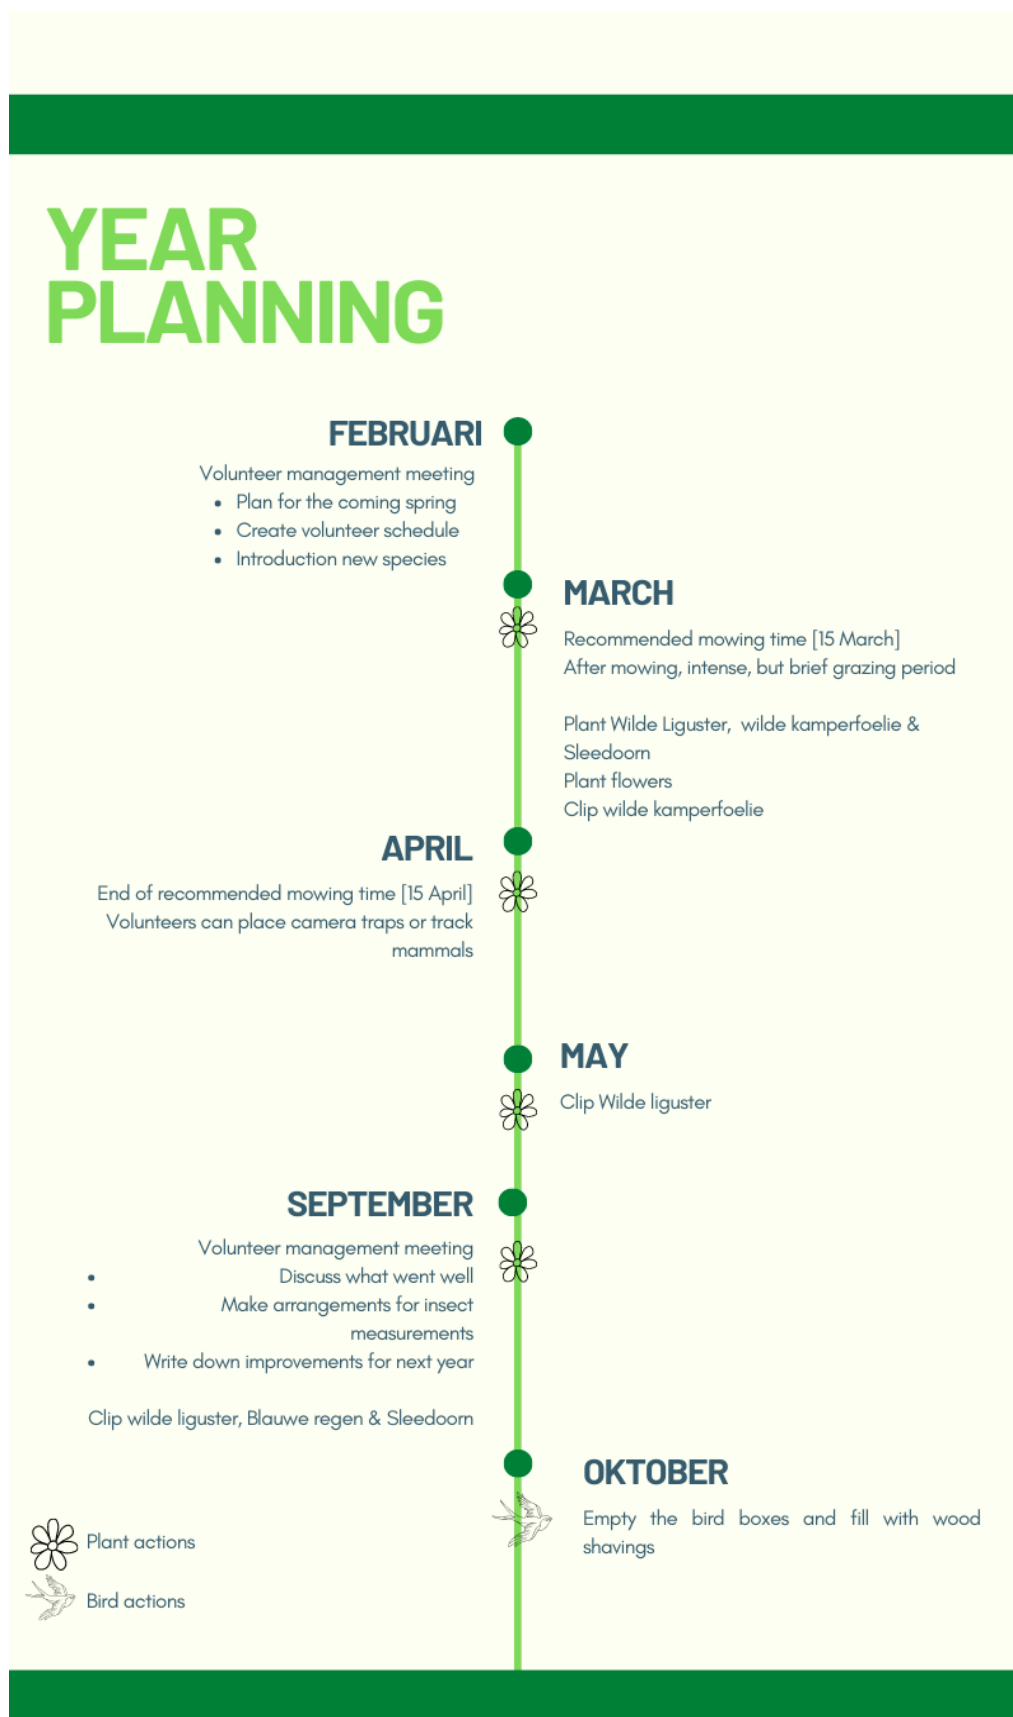 YEAR
PLANNING
FEBRUARI
Volunteer management meeting
• Plan for the coming spring
• Create volunteer schedule
• Introduction new species
MARCH
Recommended mowing time [15 March]
After mowing, intense, but brief grazing period
Plant Wilde Liguster, wilde kamperfoelie &
Sleedoorn
Plant flowers
Clip wilde kamperfoelie
APRIL
End of recommended mowing time [15 April]
Volunteers can place camera traps or track
mammals
MAY
Clip Wilde liguster
SEPTEMBER
Volunteer management meeting
• Discuss what went well
• Make arrangements for insect
measurements
• Write down improvements for next year
Clip wilde liguster, Blauwe regen & Sleedoorn
OKTOBER
Empty the bird boxes and fill with wood
shavings
Plant actions
Bird actions